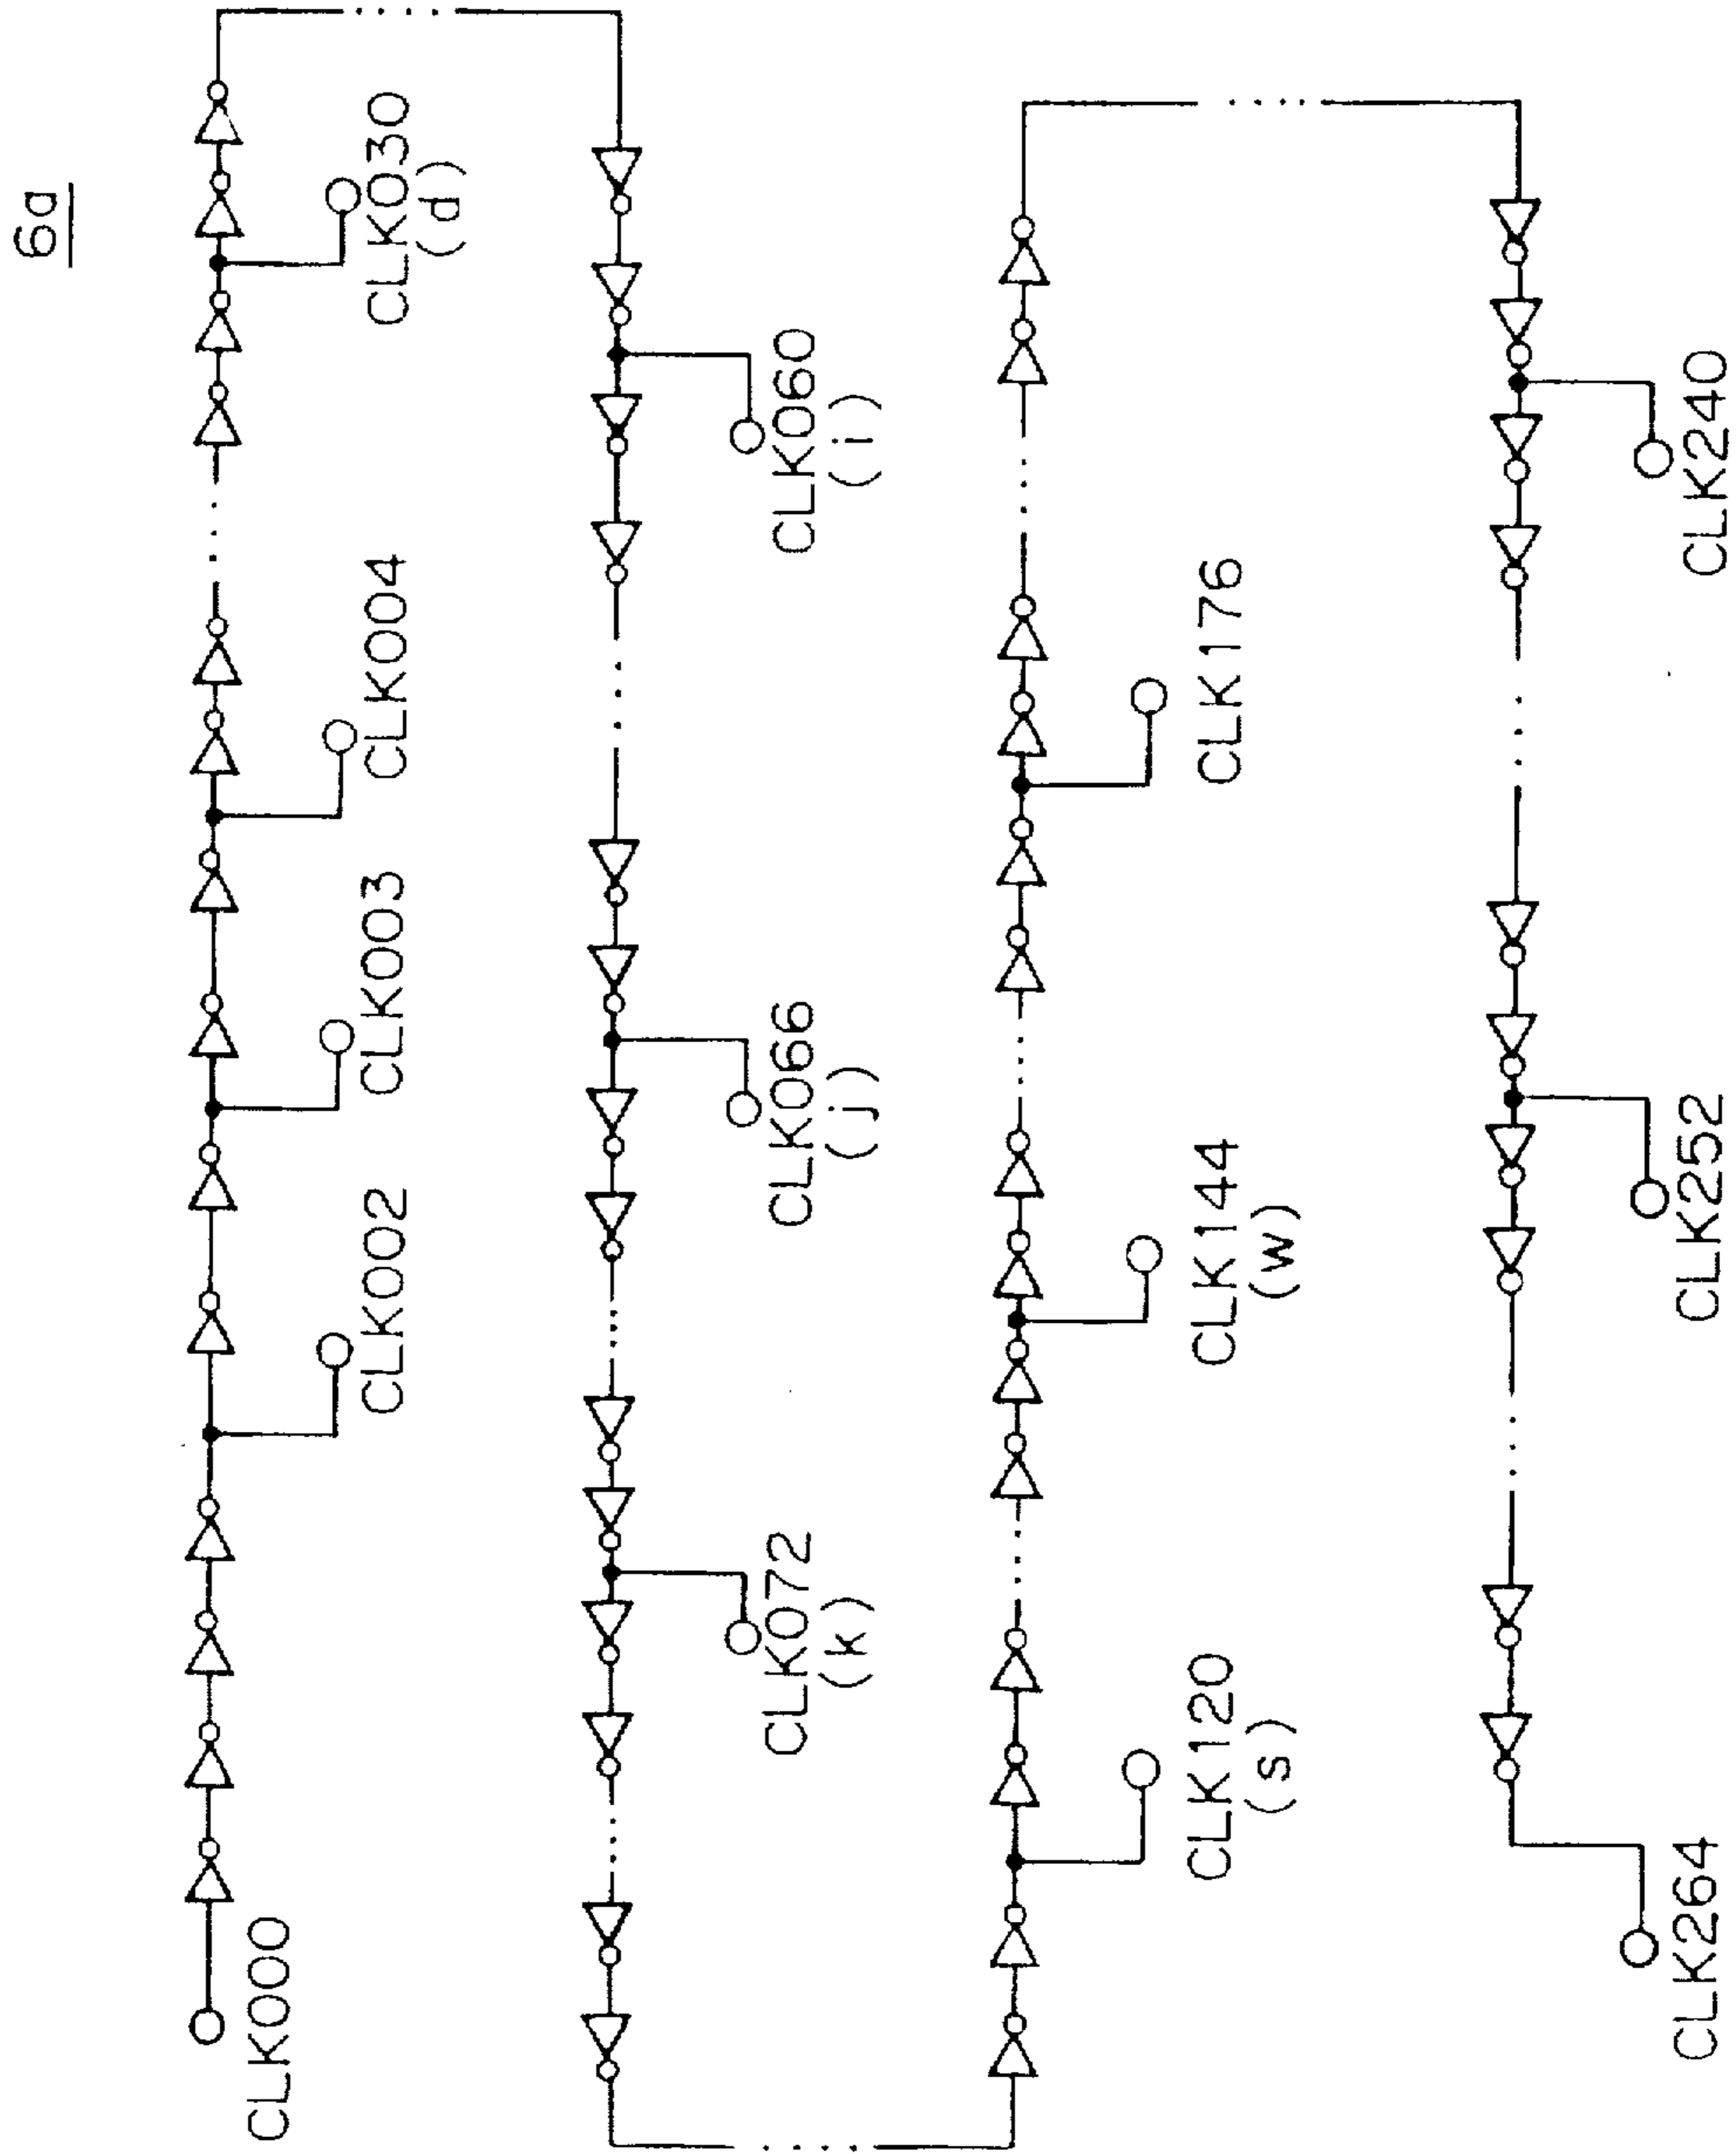 6a
CLK000
CLK002
CLK003
CLK004
CLK030
(d)
CLK060
(i)
CLK066
(j)
CLK072
(k)
CLK120
(s)
CLK144
(w)
CLK176
CLK240
CLK252
CLK264